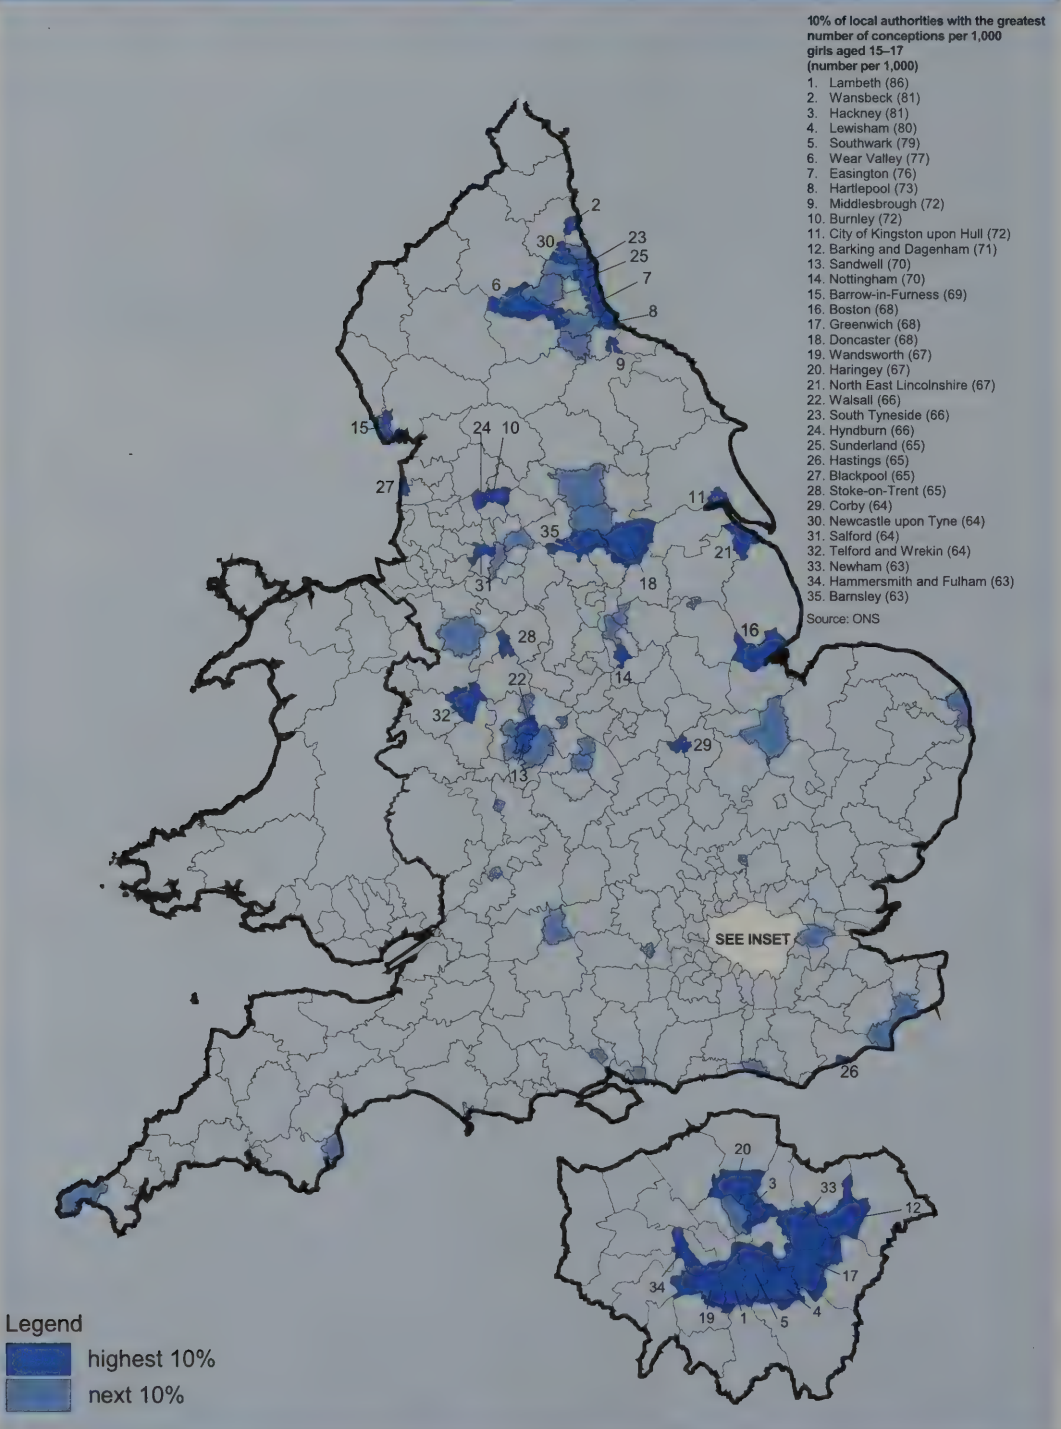 10% of local authorities with the greatest
number of conceptions per 1,000
girls aged 15–17
(number per 1,000)
1. Lambeth (86)
2. Wansbeck (81)
3. Hackney (81)
4. Lewisham (80)
5. Southwark (79)
6. Wear Valley (77)
7. Easington (76)
8. Hartlepool (73)
9. Middlesbrough (72)
10. Burnley (72)
11. City of Kingston upon Hull (72)
12. Barking and Dagenham (71)
13. Sandwell (70)
14. Nottingham (70)
15. Barrow-in-Furness (69)
16. Boston (68)
17. Greenwich (68)
18. Doncaster (68)
19. Wandsworth (67)
20. Haringey (67)
21. North East Lincolnshire (67)
22. Walsall (66)
23. South Tyneside (66)
24. Hyndburn (66)
25. Sunderland (65)
26. Hastings (65)
27. Blackpool (65)
28. Stoke-on-Trent (65)
29. Corby (64)
30. Newcastle upon Tyne (64)
31. Salford (64)
32. Telford and Wrekin (64)
33. Newham (63)
34. Hammersmith and Fulham (63)
35. Barnsley (63)
Source: ONS
2
30
23
25
7
6
8
9
15
24 10
27
11
35
21
31
18
28
16
14
22
32
29
13
SEE INSET
26
20
3
33
12
17
34
4
19 1 5
Legend
highest 10%
next 10%